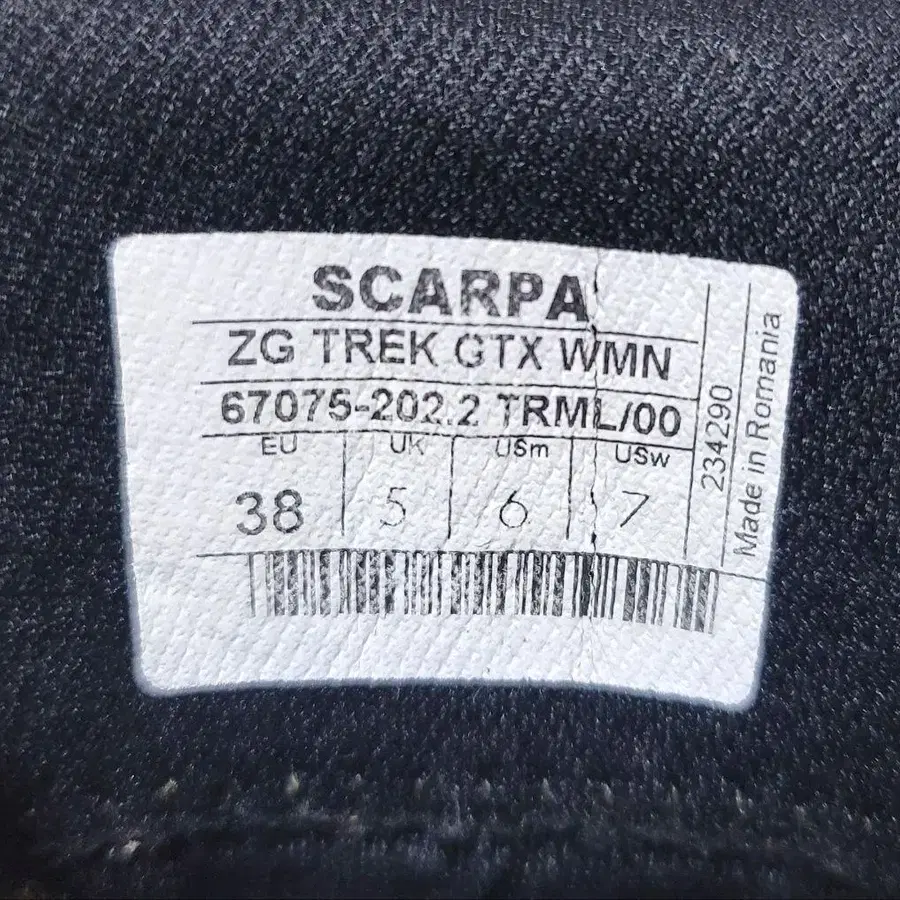 SCARPA
ZG TREK GTX WMN
67075-202.2 TRML/00
EU UK USm USw
38 5 6 7
234290
Made in Romania